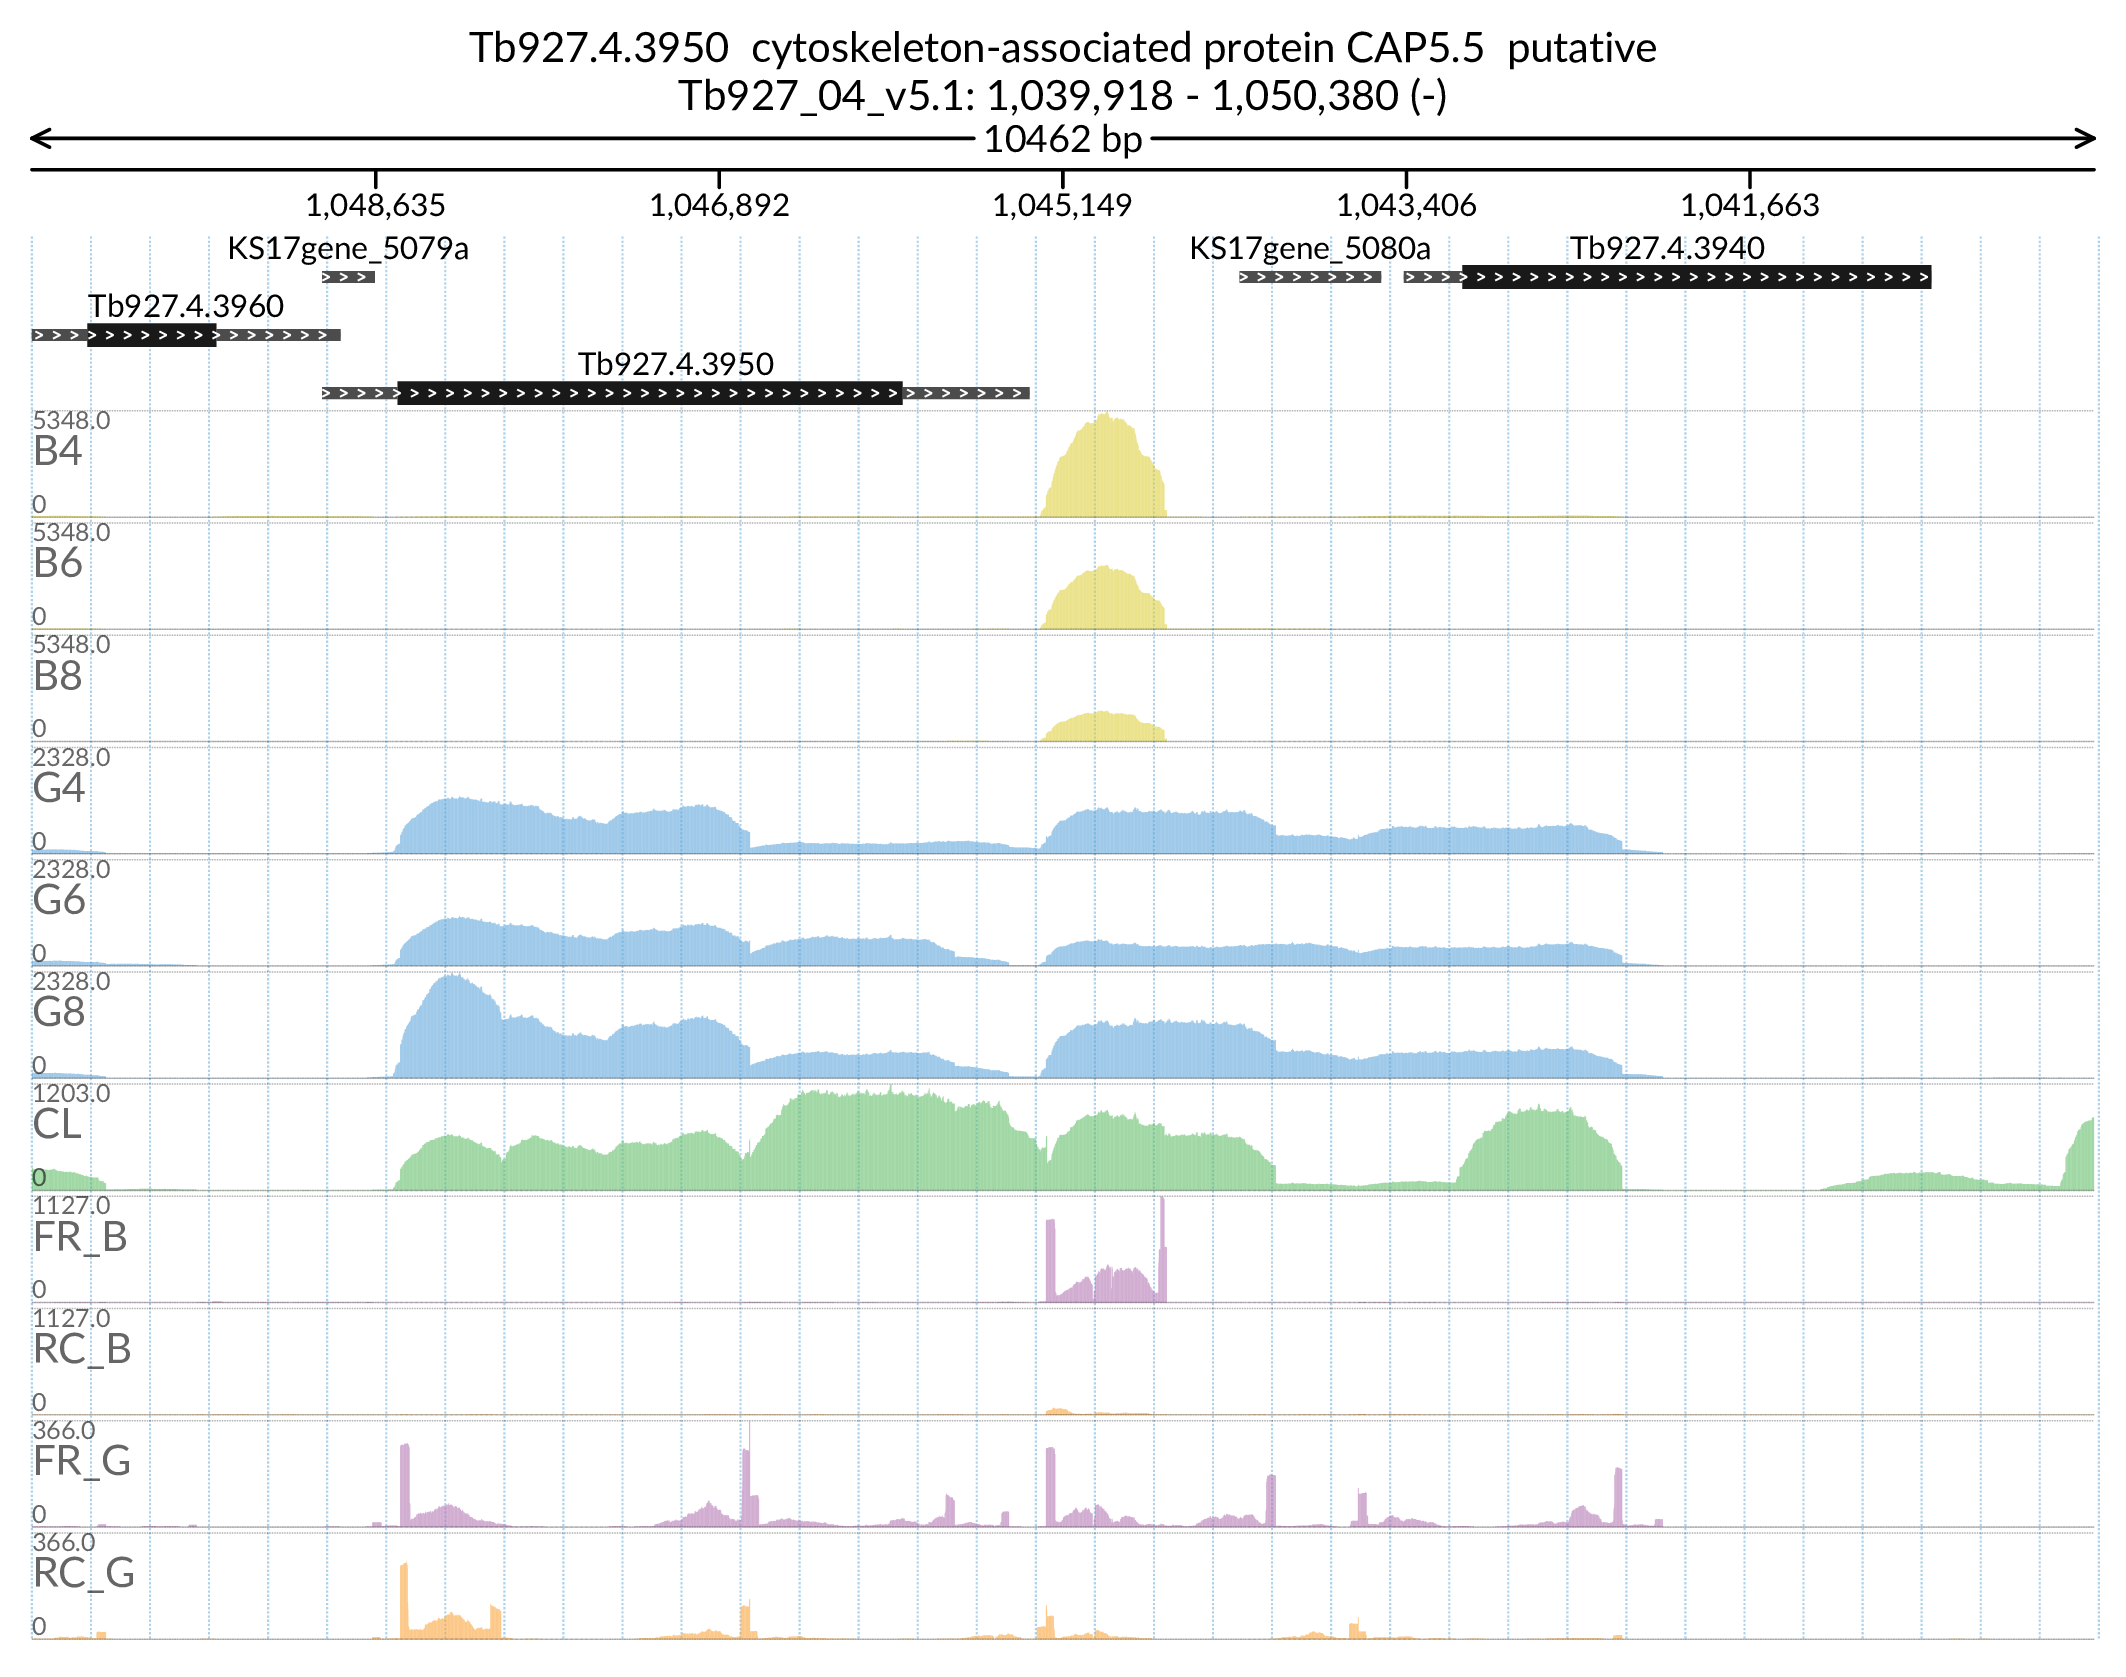 Tb927.4.3950  cytoskeleton-associated protein CAP5.5  putative
Tb927_04_v5.1: 1,039,918 - 1,050,380 (-)
10462 bp
1,048,635 1,046,892 1,045,149 1,043,406 1,041,663
KS17gene_5079a KS17gene_5080a Tb927.4.3940
Tb927.4.3960
Tb927.4.3950
5348.0
B4
0
5348.0
B6
0
5348.0
B8
0
2328.0
G4
0
2328.0
G6
0
2328.0
G8
0
1203.0
CL
0
1127.0
FR_B
0
1127.0
RC_B
0
366.0
FR_G
0
366.0
RC_G
0